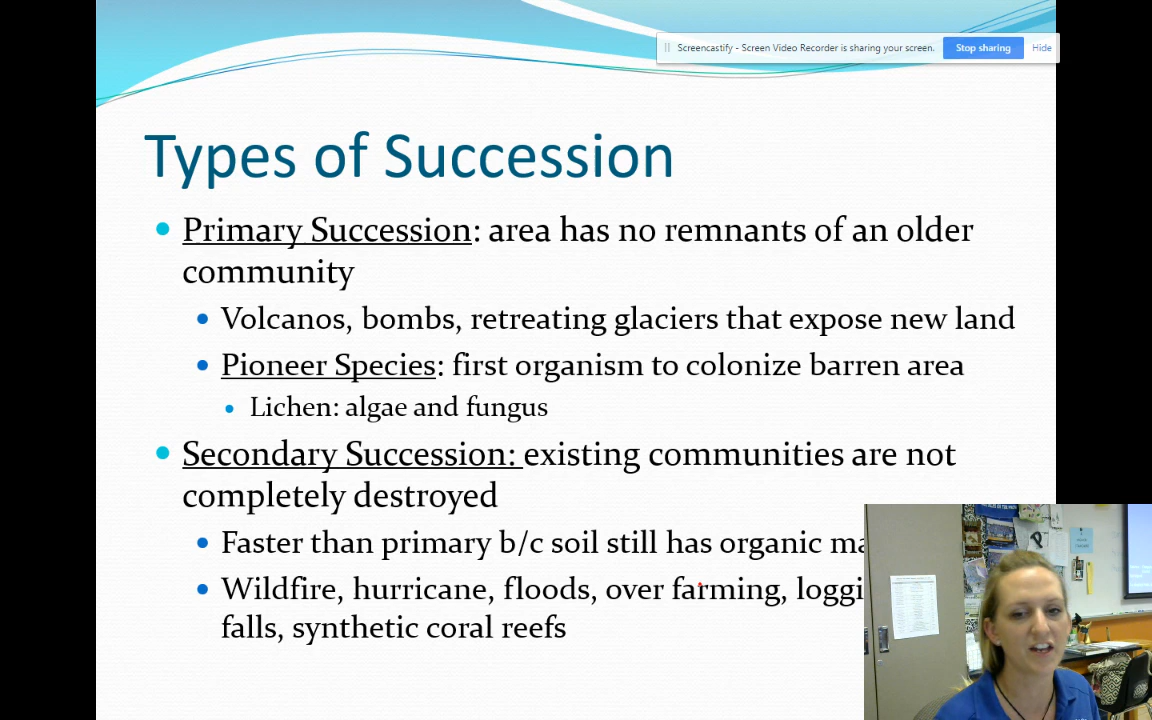 Screencastify - Screen Video Recorder is sharing your screen. Stop sharing Hide
Types of Succession
Primary Succession: area has no remnants of an older
community
Volcanos, bombs, retreating glaciers that expose new land
Pioneer Species: first organism to colonize barren area
Lichen: algae and fungus
Secondary Succession: existing communities are not
completely destroyed
Faster than primary b/c soil still has organic
Wildfire, hurricane, floods, over farming,
falls, synthetic coral reefs